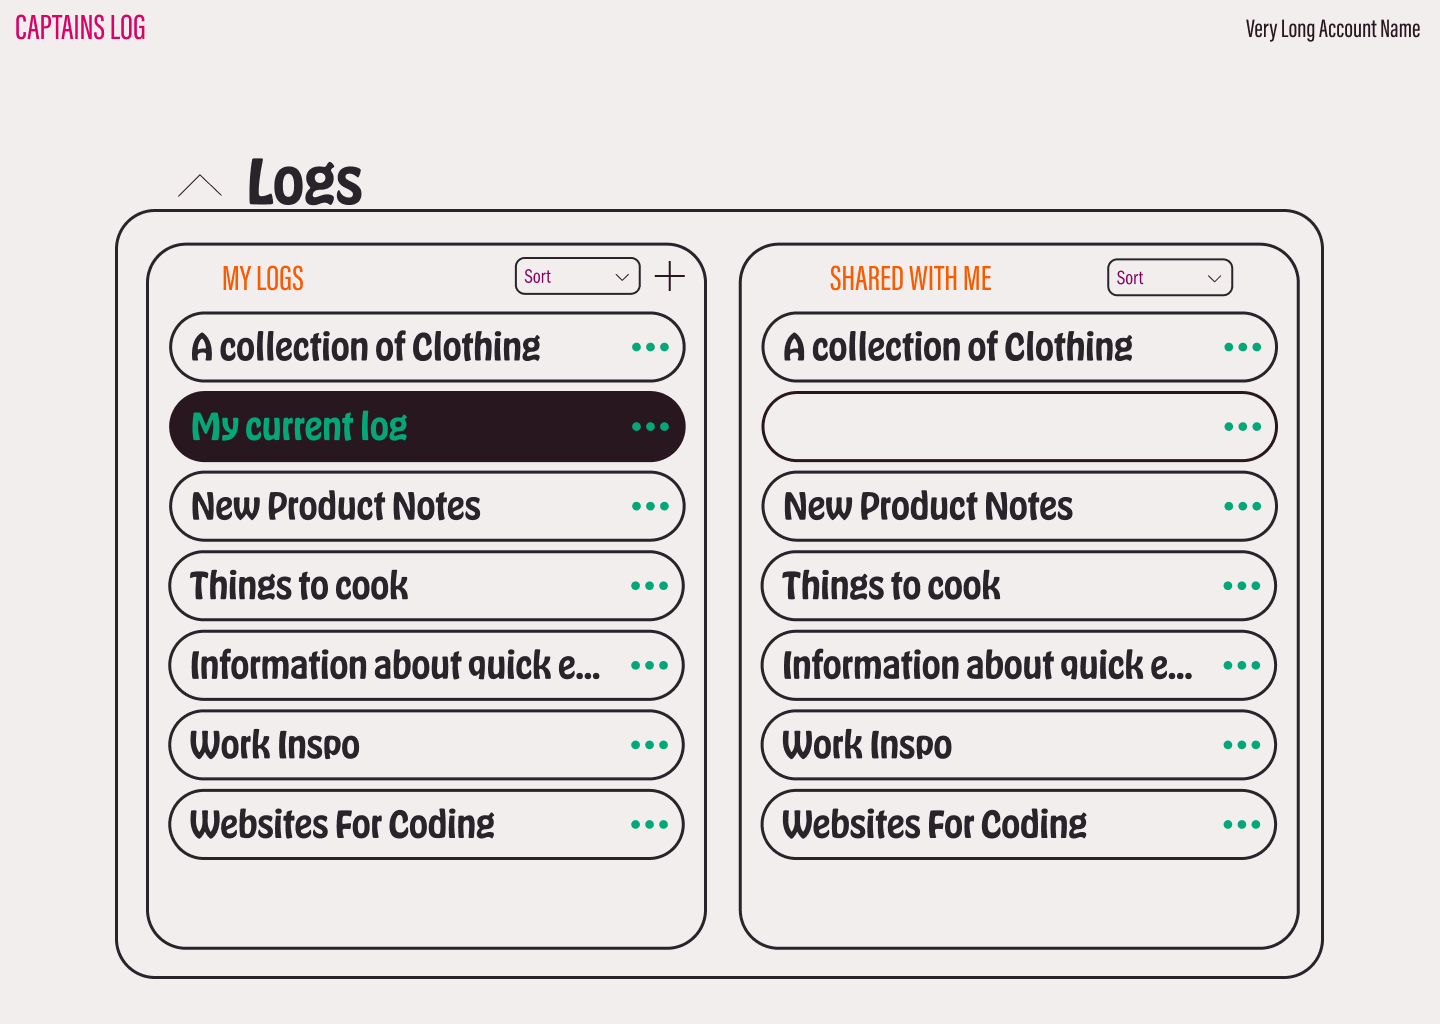 CAPTAINS LOG
Very Long Account Name
Logs
MY LOGS
Sort
A collection of Clothing
My current log
New Product Notes
Things to cook
Information about quick e...
Work Inspo
Websites For Coding
SHARED WITH ME
Sort
A collection of Clothing
New Product Notes
Things to cook
Information about quick e...
Work Inspo
Websites For Coding